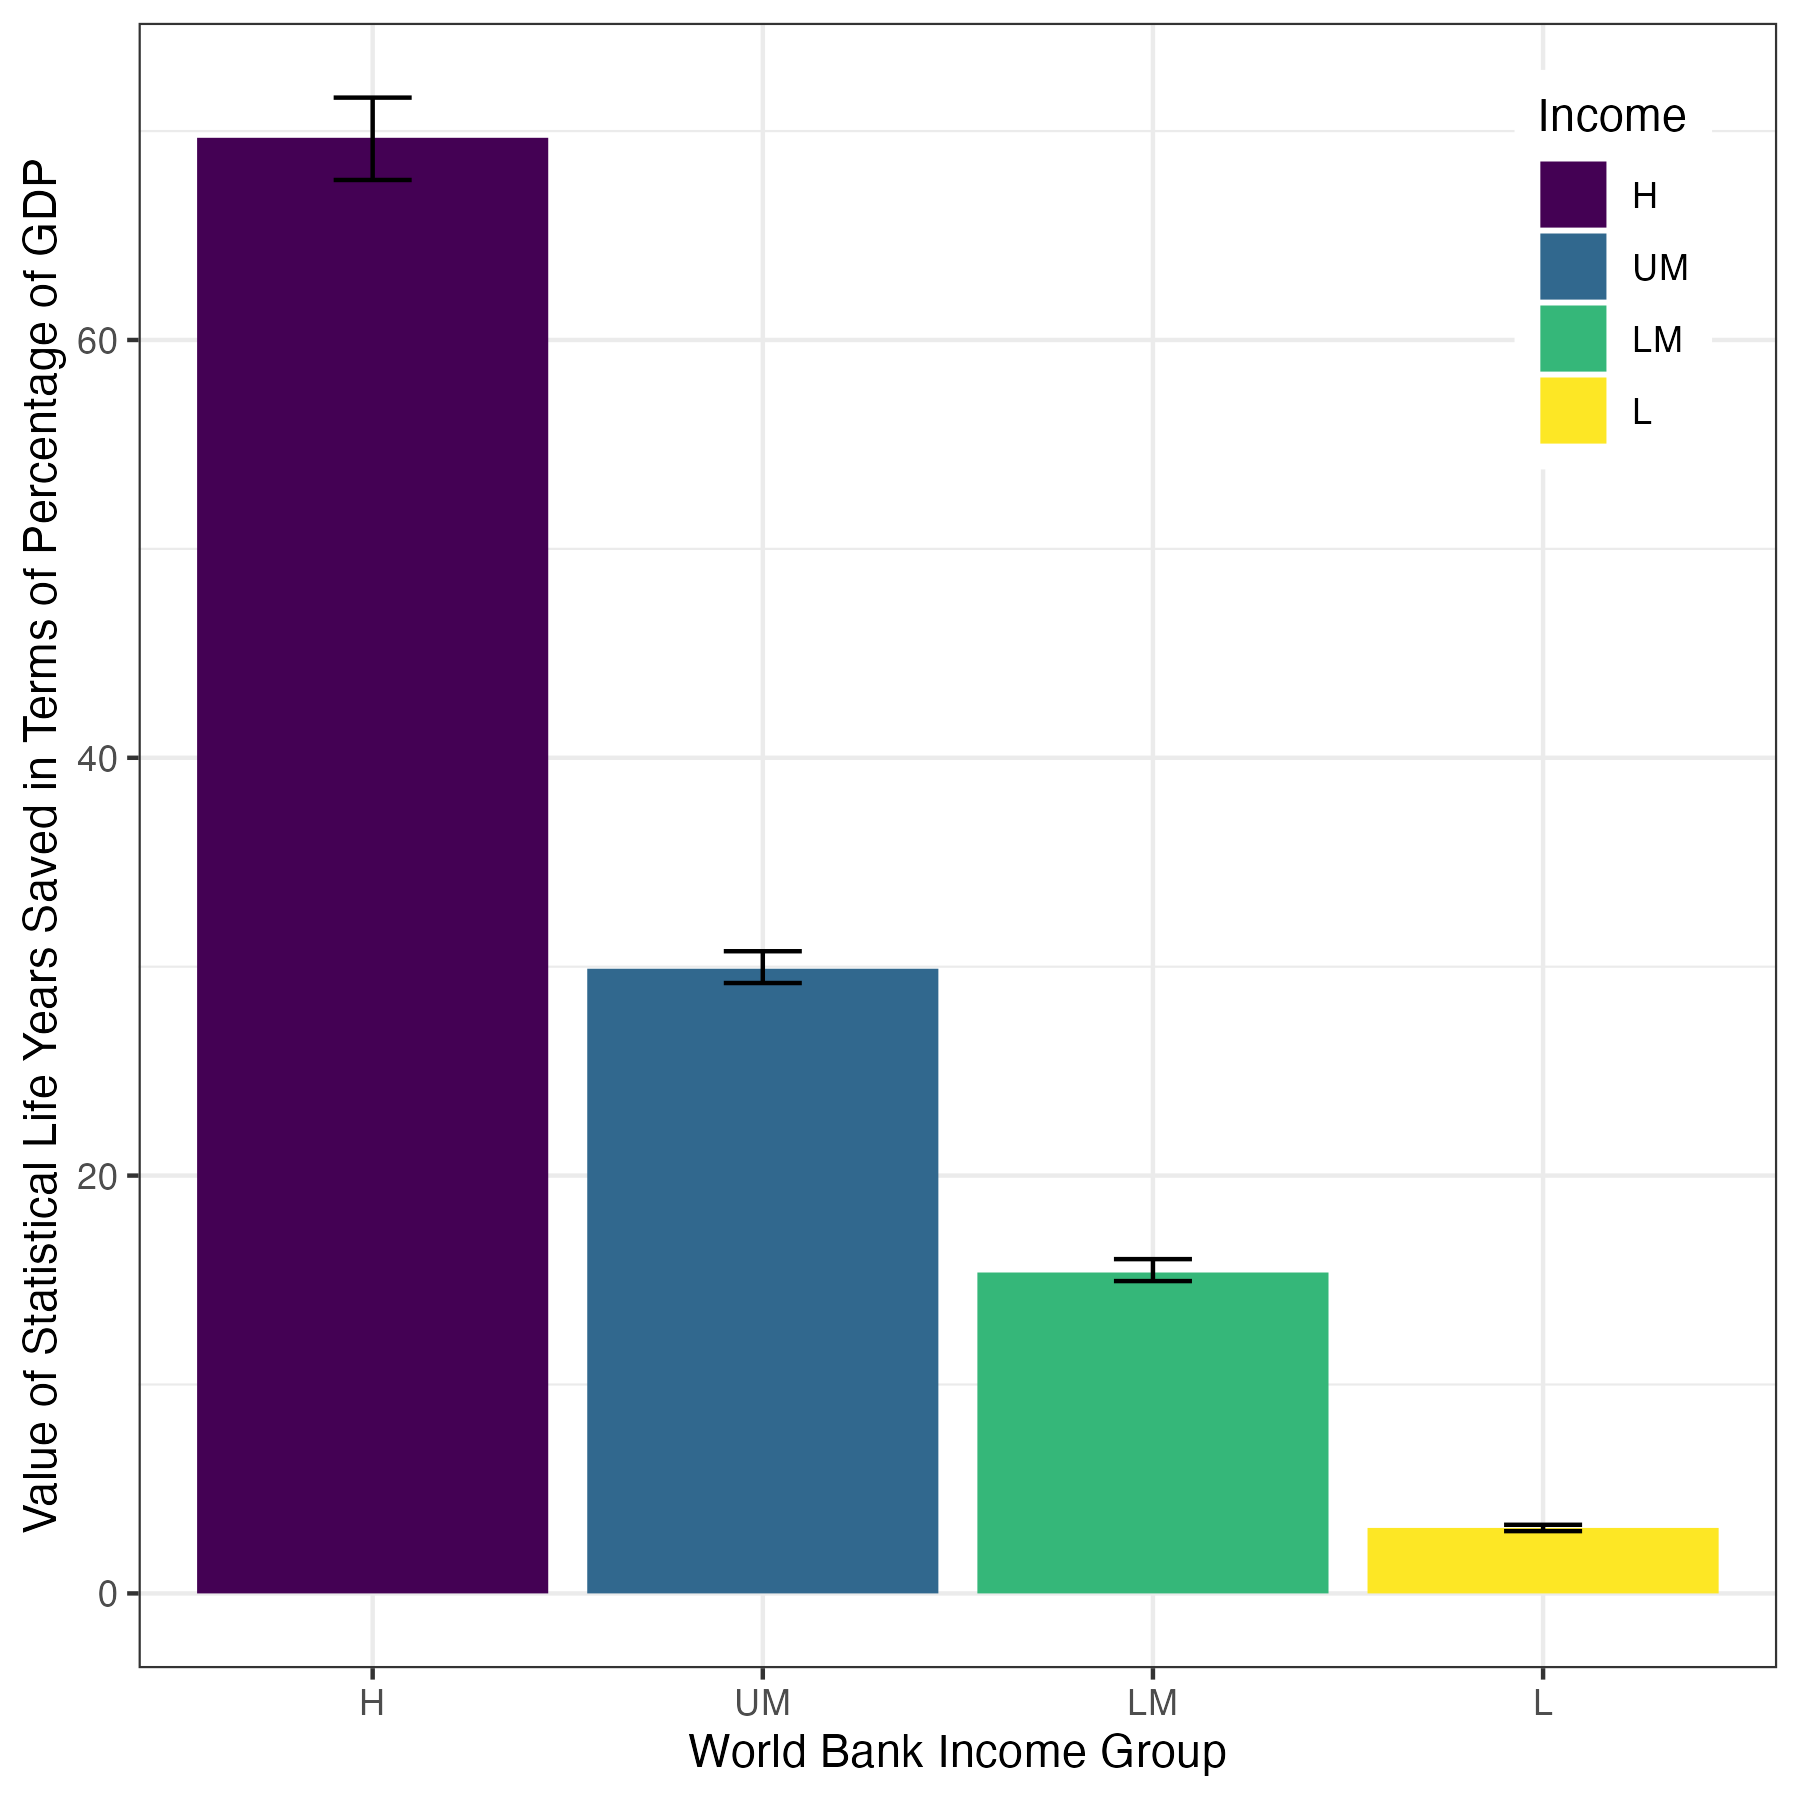 Value of Statistical Life Years Saved in Terms of Percentage of GDP
60
40
20
0
Income
H
UM
LM
L
H
UM
LM
L
World Bank Income Group